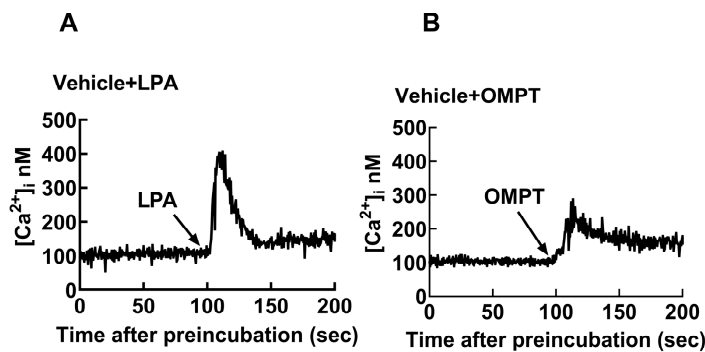 A
Vehicle+LPA
500
400
300
200
100
0
[Ca2+]i nM
LPA
0 50 100 150 200
Time after preincubation (sec)
B
Vehicle+OMPT
500
400
300
200
100
0
[Ca2+]i nM
OMPT
0 50 100 150 200
Time after preincubation (sec)